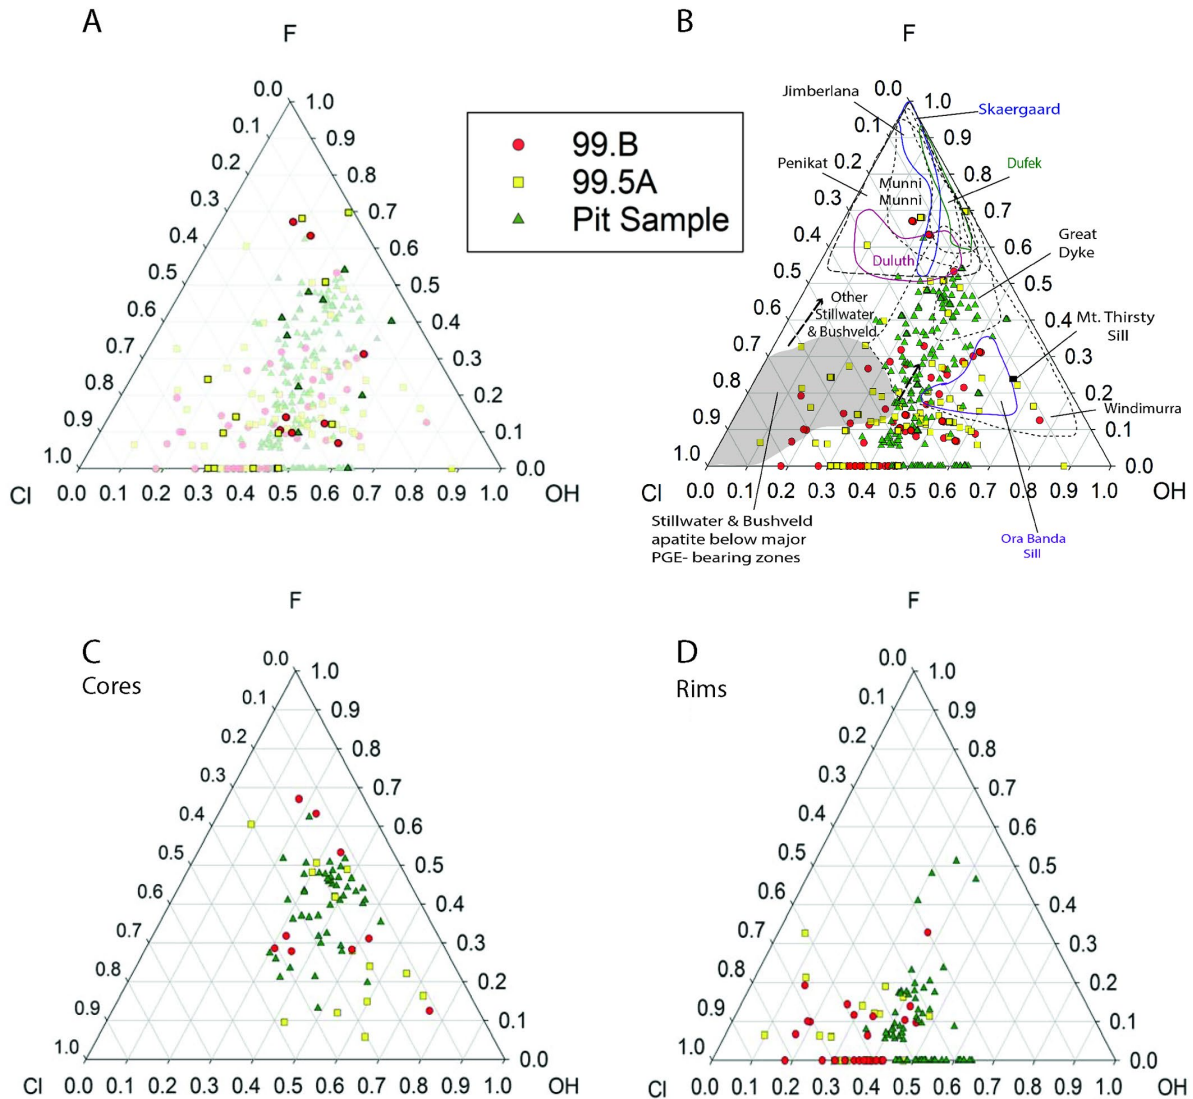 A
F
0.0
1.0
0.1
0.9
0.2
0.8
0.3
0.7
0.4
0.6
0.5
0.5
0.6
0.4
0.7
0.3
0.8
0.2
0.9
0.1
1.0
0.0
Cl
0.0 0.1 0.2 0.3 0.4 0.5 0.6 0.7 0.8 0.9 1.0
OH
99.B
99.5A
Pit Sample
B
F
Jimberlana
0.0
1.0
Skaergaard
0.1
0.9
Penikat
0.2
0.8
Dufek
Munni
Munni
0.3
0.7
0.4
0.6
Great
Dyke
Duluth
0.5
0.5
Other
Stillwater
& Bushveld
0.6
0.4
Mt. Thirsty
Sill
0.7
0.3
0.8
0.2
Windimurra
0.9
0.1
1.0
0.0
Cl
0.0 0.1 0.2 0.3 0.4 0.5 0.6 0.7 0.8 0.9 1.0
OH
Stillwater & Bushveld
apatite below major
PGE- bearing zones
Ora Banda
Sill
C
Cores
F
0.0
1.0
0.1
0.9
0.2
0.8
0.3
0.7
0.4
0.6
0.5
0.5
0.6
0.4
0.7
0.3
0.8
0.2
0.9
0.1
1.0
0.0
Cl
0.0 0.1 0.2 0.3 0.4 0.5 0.6 0.7 0.8 0.9 1.0
OH
D
Rims
F
0.0
1.0
0.1
0.9
0.2
0.8
0.3
0.7
0.4
0.6
0.5
0.5
0.6
0.4
0.7
0.3
0.8
0.2
0.9
0.1
1.0
0.0
Cl
0.0 0.1 0.2 0.3 0.4 0.5 0.6 0.7 0.8 0.9 1.0
OH